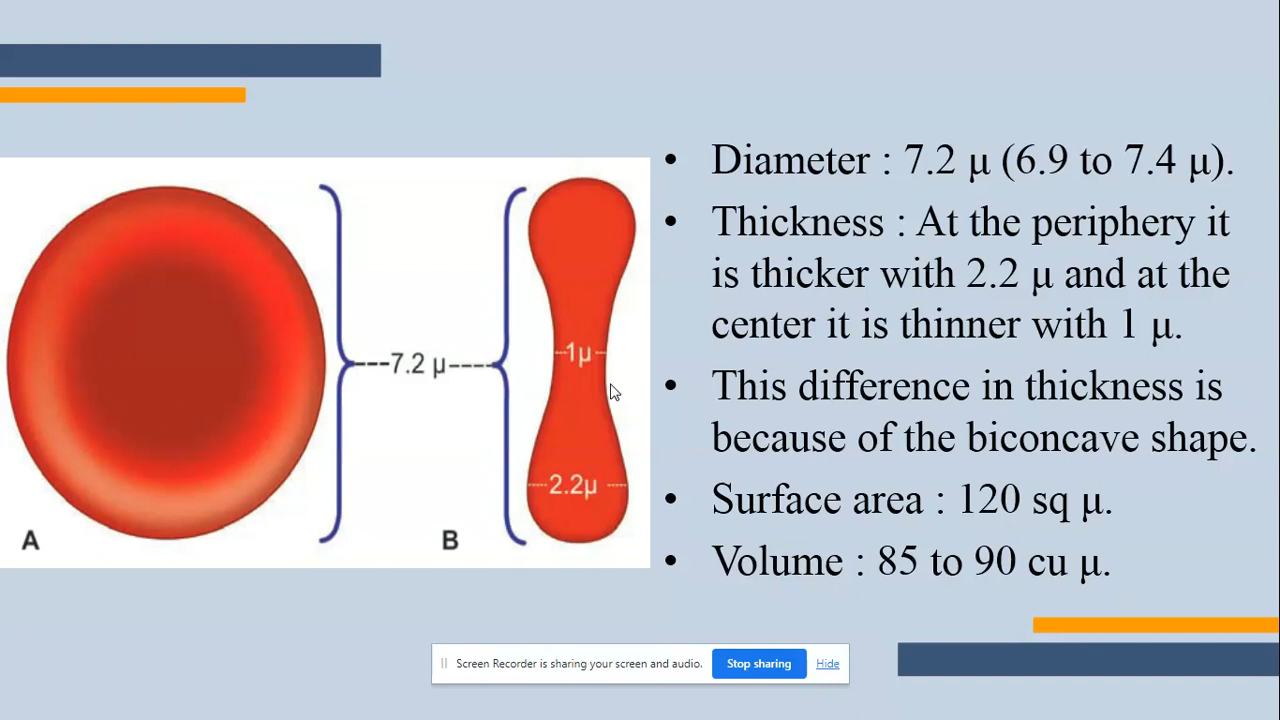 • Diameter : 7.2 μ (6.9 to 7.4 μ).
• Thickness : At the periphery it
is thicker with 2.2 μ and at the
center it is thinner with 1 μ.
• This difference in thickness is
because of the biconcave shape.
• Surface area : 120 sq μ.
• Volume : 85 to 90 cu μ.
1μ
7.2 μ
2.2μ
A
B
Screen Recorder is sharing your screen and audio. Stop sharing Hide